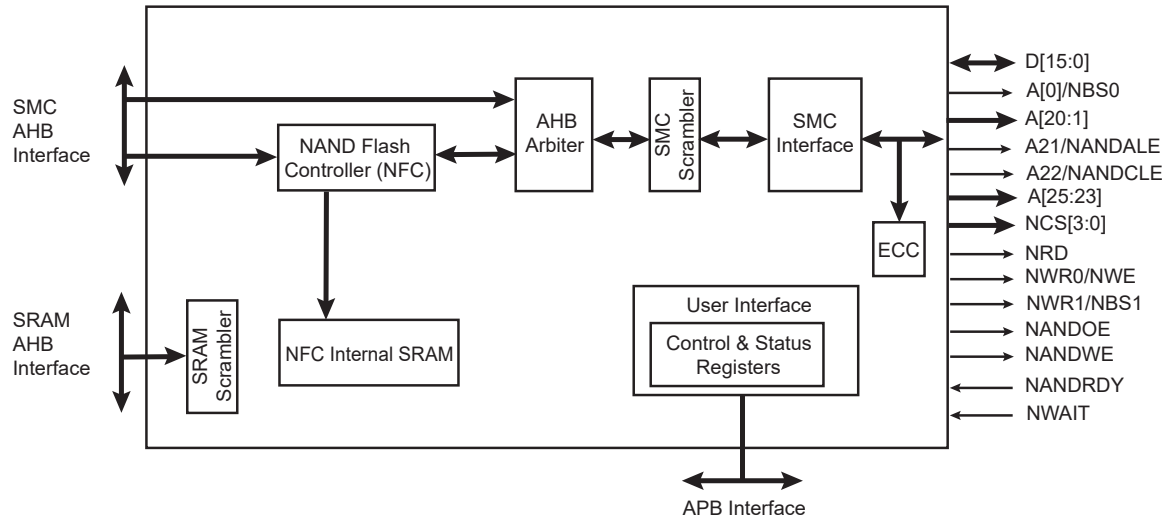 SMC
AHB
Interface
NAND Flash
Controller (NFC)
AHB
Arbiter
SMC
Scrambler
SMC
Interface
ECC
SRAM
AHB
Interface
SRAM
Scrambler
NFC Internal SRAM
User Interface
Control & Status
Registers
APB Interface
D[15:0]
A[0]/NBS0
A[20:1]
A21/NANDALE
A22/NANDCLE
A[25:23]
NCS[3:0]
NRD
NWR0/NWE
NWR1/NBS1
NANDOE
NANDWE
NANDRDY
NWAIT